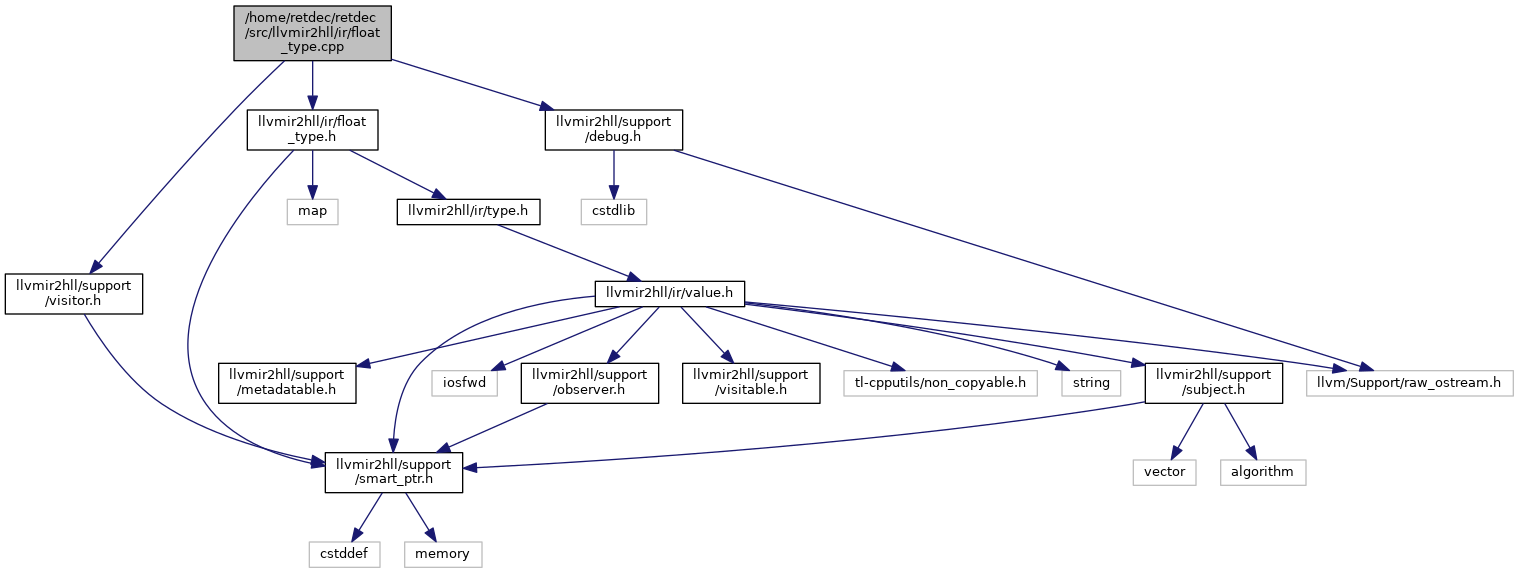 /home/retdec/retdec
/src/llvmir2hll/ir/float
_type.cpp
llvmir2hll/ir/float
_type.h
llvmir2hll/support
/debug.h
map
llvmir2hll/ir/type.h
cstdlib
llvmir2hll/support
/visitor.h
llvmir2hll/ir/value.h
llvmir2hll/support
/metadatable.h
iosfwd
llvmir2hll/support
/observer.h
llvmir2hll/support
/visitable.h
tl-cpputils/non_copyable.h
string
llvmir2hll/support
/subject.h
llvm/Support/raw_ostream.h
llvmir2hll/support
/smart_ptr.h
vector
algorithm
cstddef
memory